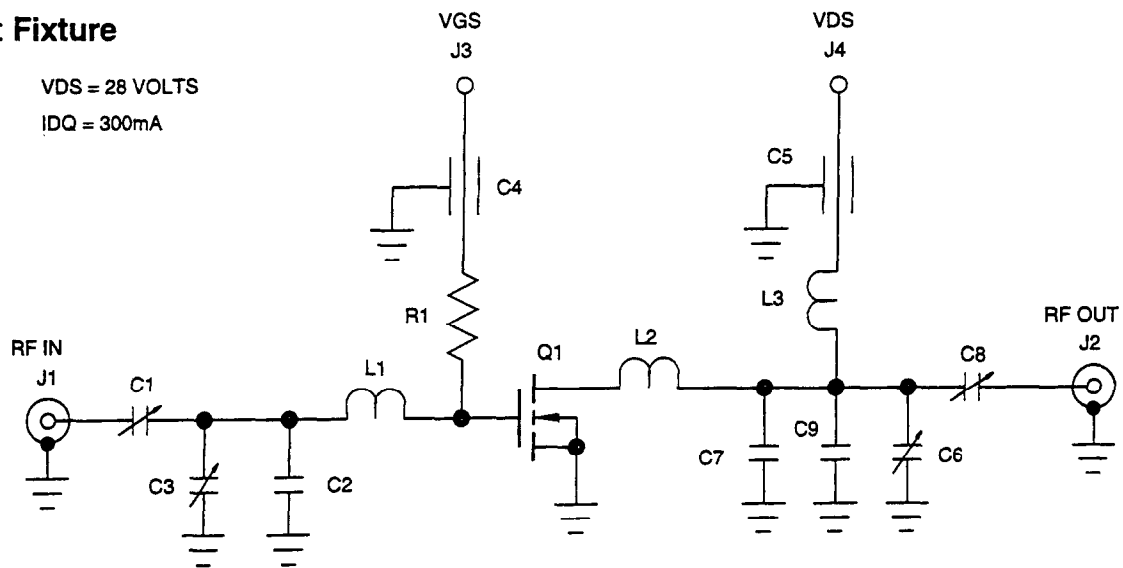 : Fixture
VDS = 28 VOLTS
IDQ = 300mA
VGS
J3
VDS
J4
C4
C5
R1
L3
RF IN
J1
C1
L1
Q1
L2
C8
RF OUT
J2
C3
C2
C7
C9
C6